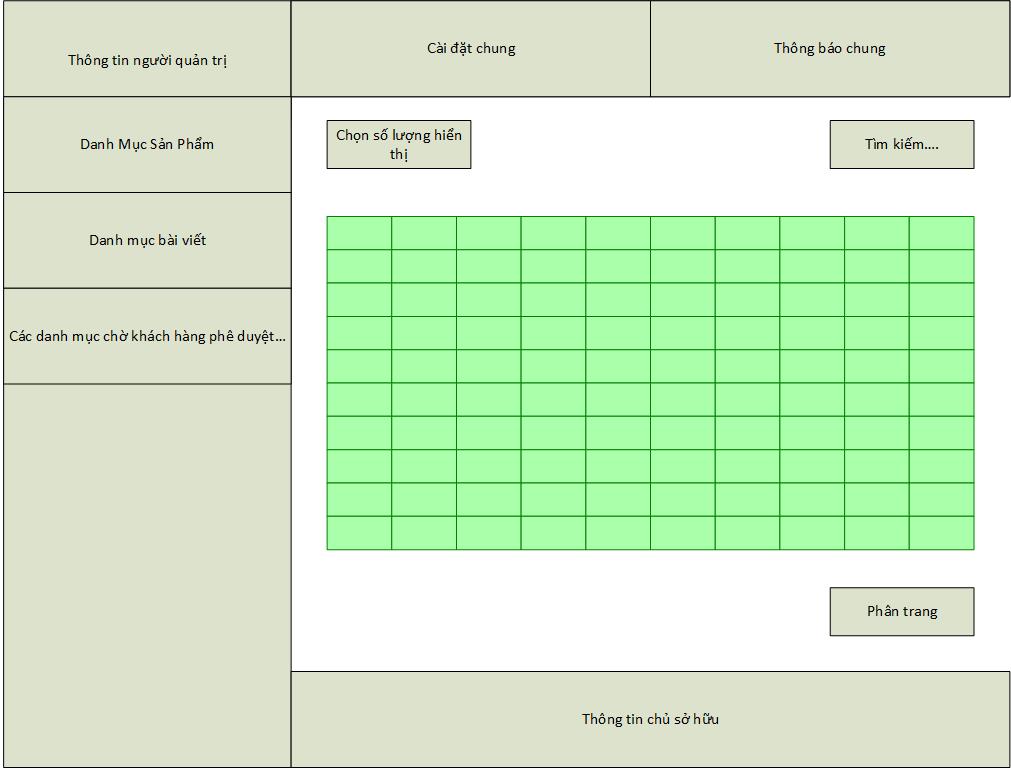 Thông tin người quản trị
Cài đặt chung
Thông báo chung
Danh Mục Sản Phẩm
Danh mục bài viết
Các danh mục chờ khách hàng phê duyệt...
Chọn số lượng hiển
thị
Tìm kiếm....
Phân trang
Thông tin chủ sở hữu